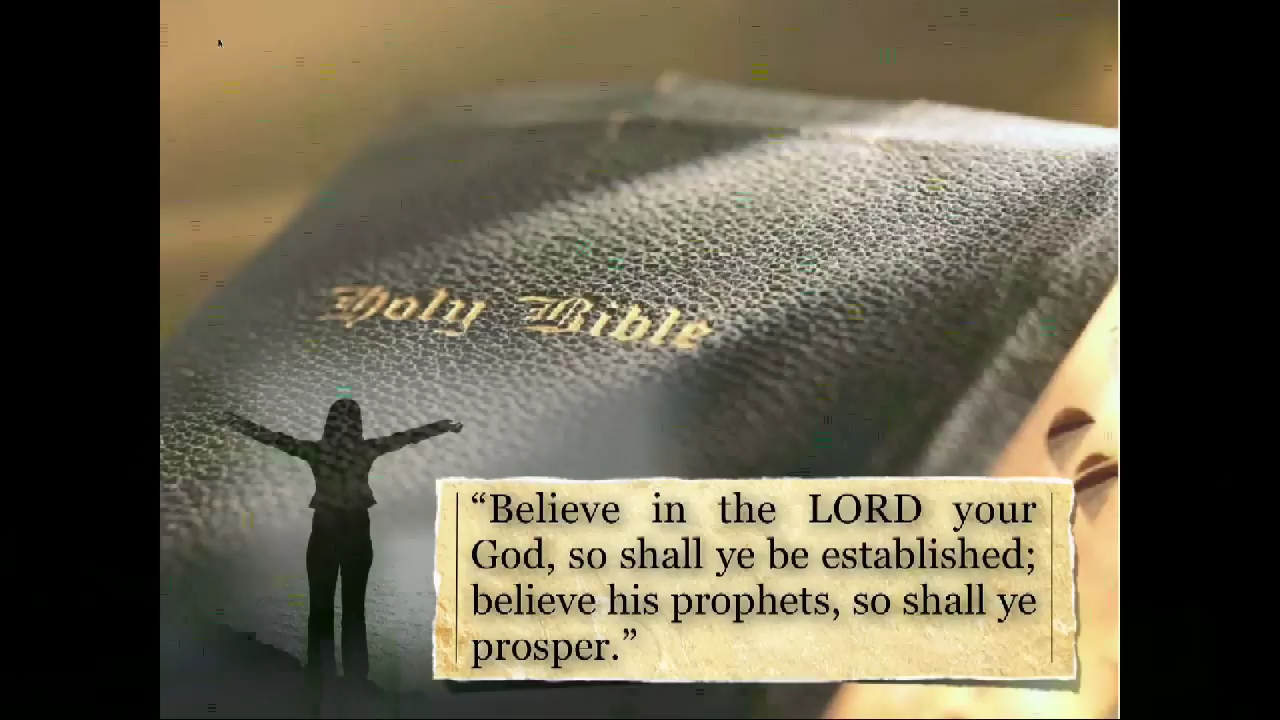 Holy Bible
“Believe in the LORD your
God, so shall ye be established;
believe his prophets, so shall ye
prosper.”